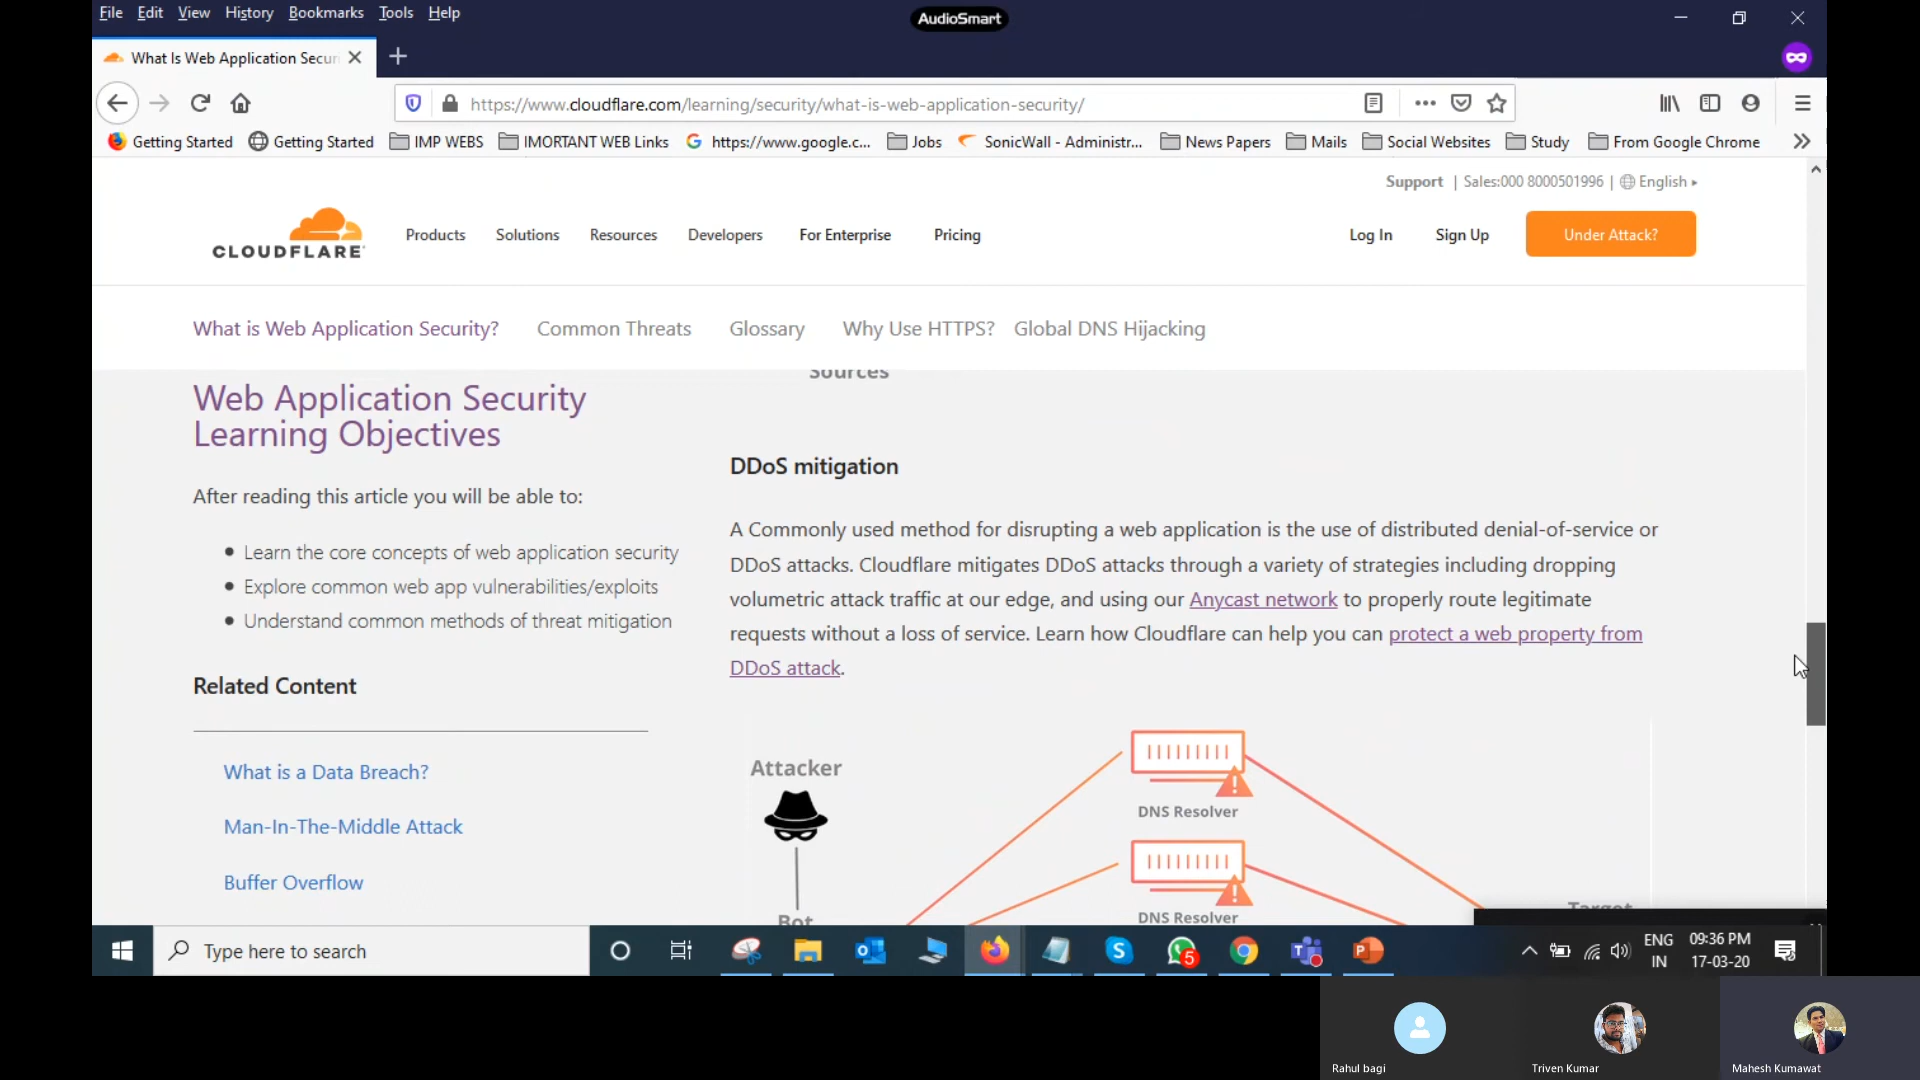 File Edit View History Bookmarks Tools Help
AudioSmart
What Is Web Application Secur
https://www.cloudflare.com/learning/security/what-is-web-application-security/
Getting Started Getting Started IMP WEBS IMORTANT WEB Links https://www.google.c... Jobs SonicWall - Administr... News Papers Mails Social Websites Study From Google Chrome
Support | Sales:000 8000501996 | English
CLOUDFLARE
Products Solutions Resources Developers For Enterprise Pricing Log In Sign Up Under Attack?
What is Web Application Security? Common Threats Glossary Why Use HTTPS? Global DNS Hijacking
Web Application Security
Learning Objectives
After reading this article you will be able to:
Learn the core concepts of web application security
Explore common web app vulnerabilities/exploits
Understand common methods of threat mitigation
Related Content
What is a Data Breach?
Man-In-The-Middle Attack
Buffer Overflow
Sources
DDoS mitigation
A Commonly used method for disrupting a web application is the use of distributed denial-of-service or
DDoS attacks. Cloudflare mitigates DDoS attacks through a variety of strategies including dropping
volumetric attack traffic at our edge, and using our Anycast network to properly route legitimate
requests without a loss of service. Learn how Cloudflare can help you can protect a web property from
DDoS attack.
Attacker
DNS Resolver
DNS Resolver
Bot
Target
Type here to search
5
ENG
IN
09:36 PM
17-03-20
Rahul bagi Triven Kumar Mahesh Kumawat